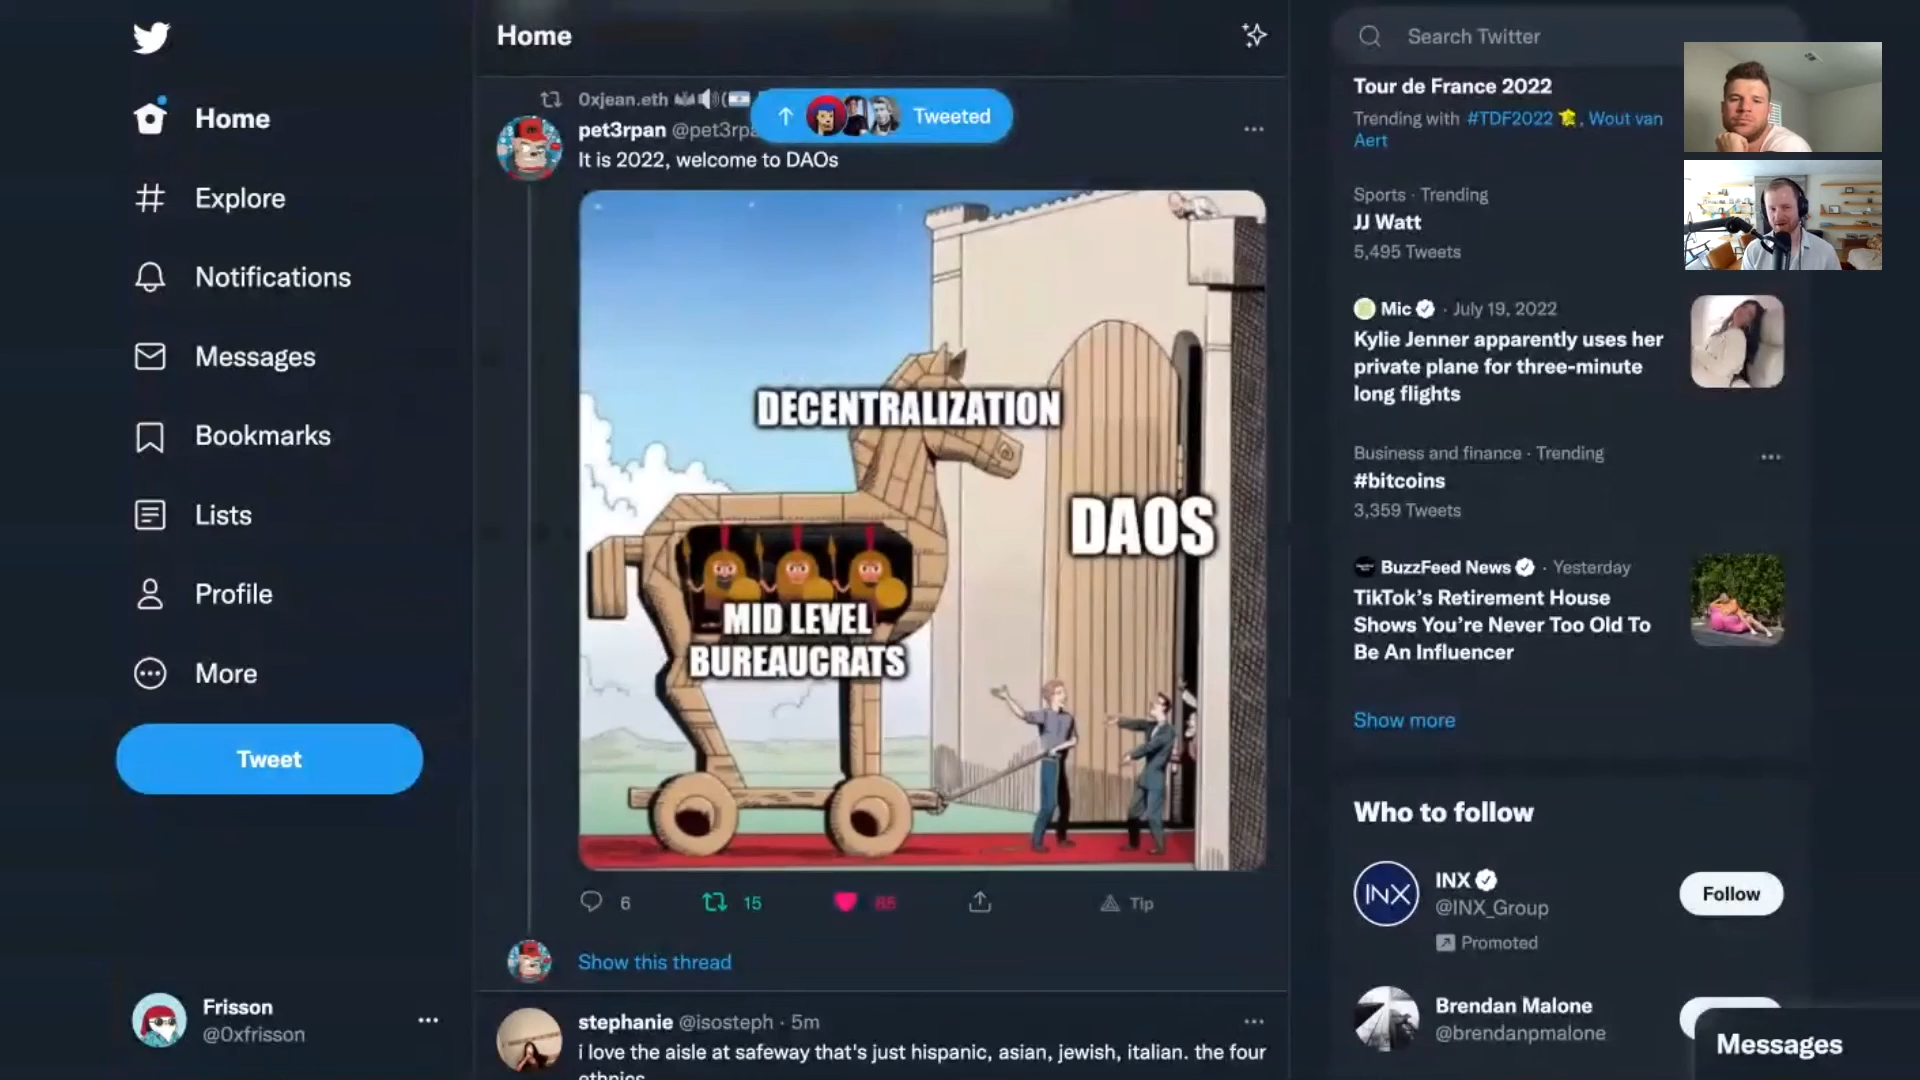 Home
Explore
Notifications
Messages
Bookmarks
Lists
Profile
More
Tweet
Frisson
@0xfrisson
Home
0xjean.eth
Tweeted
pet3rpan @pet3rpa
It is 2022, welcome to DAOs
DECENTRALIZATION
DAOS
MID LEVEL
BUREAUCRATS
6
15
65
Tip
Show this thread
stephanie @isosteph · 5m
i love the aisle at safeway that's just hispanic, asian, jewish, italian. the four
ethnics
Search Twitter
Tour de France 2022
Trending with #TDF2022 , Wout van
Aert
Sports · Trending
JJ Watt
5,495 Tweets
Mic · July 19, 2022
Kylie Jenner apparently uses her
private plane for three-minute
long flights
Business and finance · Trending
#bitcoins
3,359 Tweets
BuzzFeed News · Yesterday
TikTok's Retirement House
Shows You're Never Too Old To
Be An Influencer
Show more
Who to follow
INX
INX
@INX_Group
Promoted
Follow
Brendan Malone
@brendanpmalone
Messages